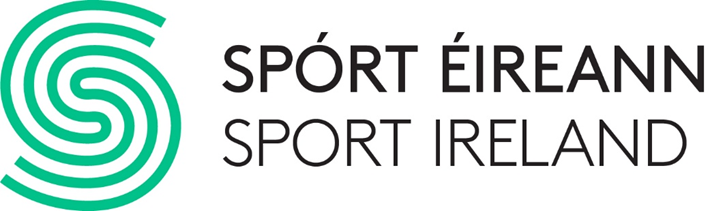 SPÓRT ÉIREANN
SPORT IRELAND